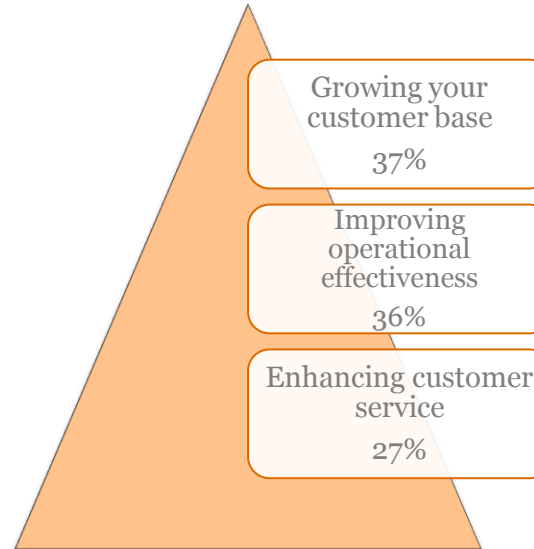 Growing your
customer base
37%
Improving
operational
effectiveness
36%
Enhancing customer
service
27%